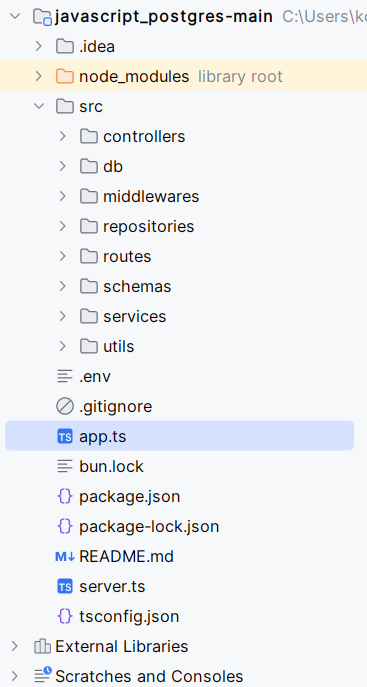 javascript_postgres-main C:\Users\k
.idea
node_modules library root
src
controllers
db
middlewares
repositories
routes
schemas
services
utils
.env
.gitignore
TS app.ts
bun.lock
{} package.json
{} package-lock.json
M↓ README.md
TS server.ts
{} tsconfig.json
External Libraries
Scratches and Consoles